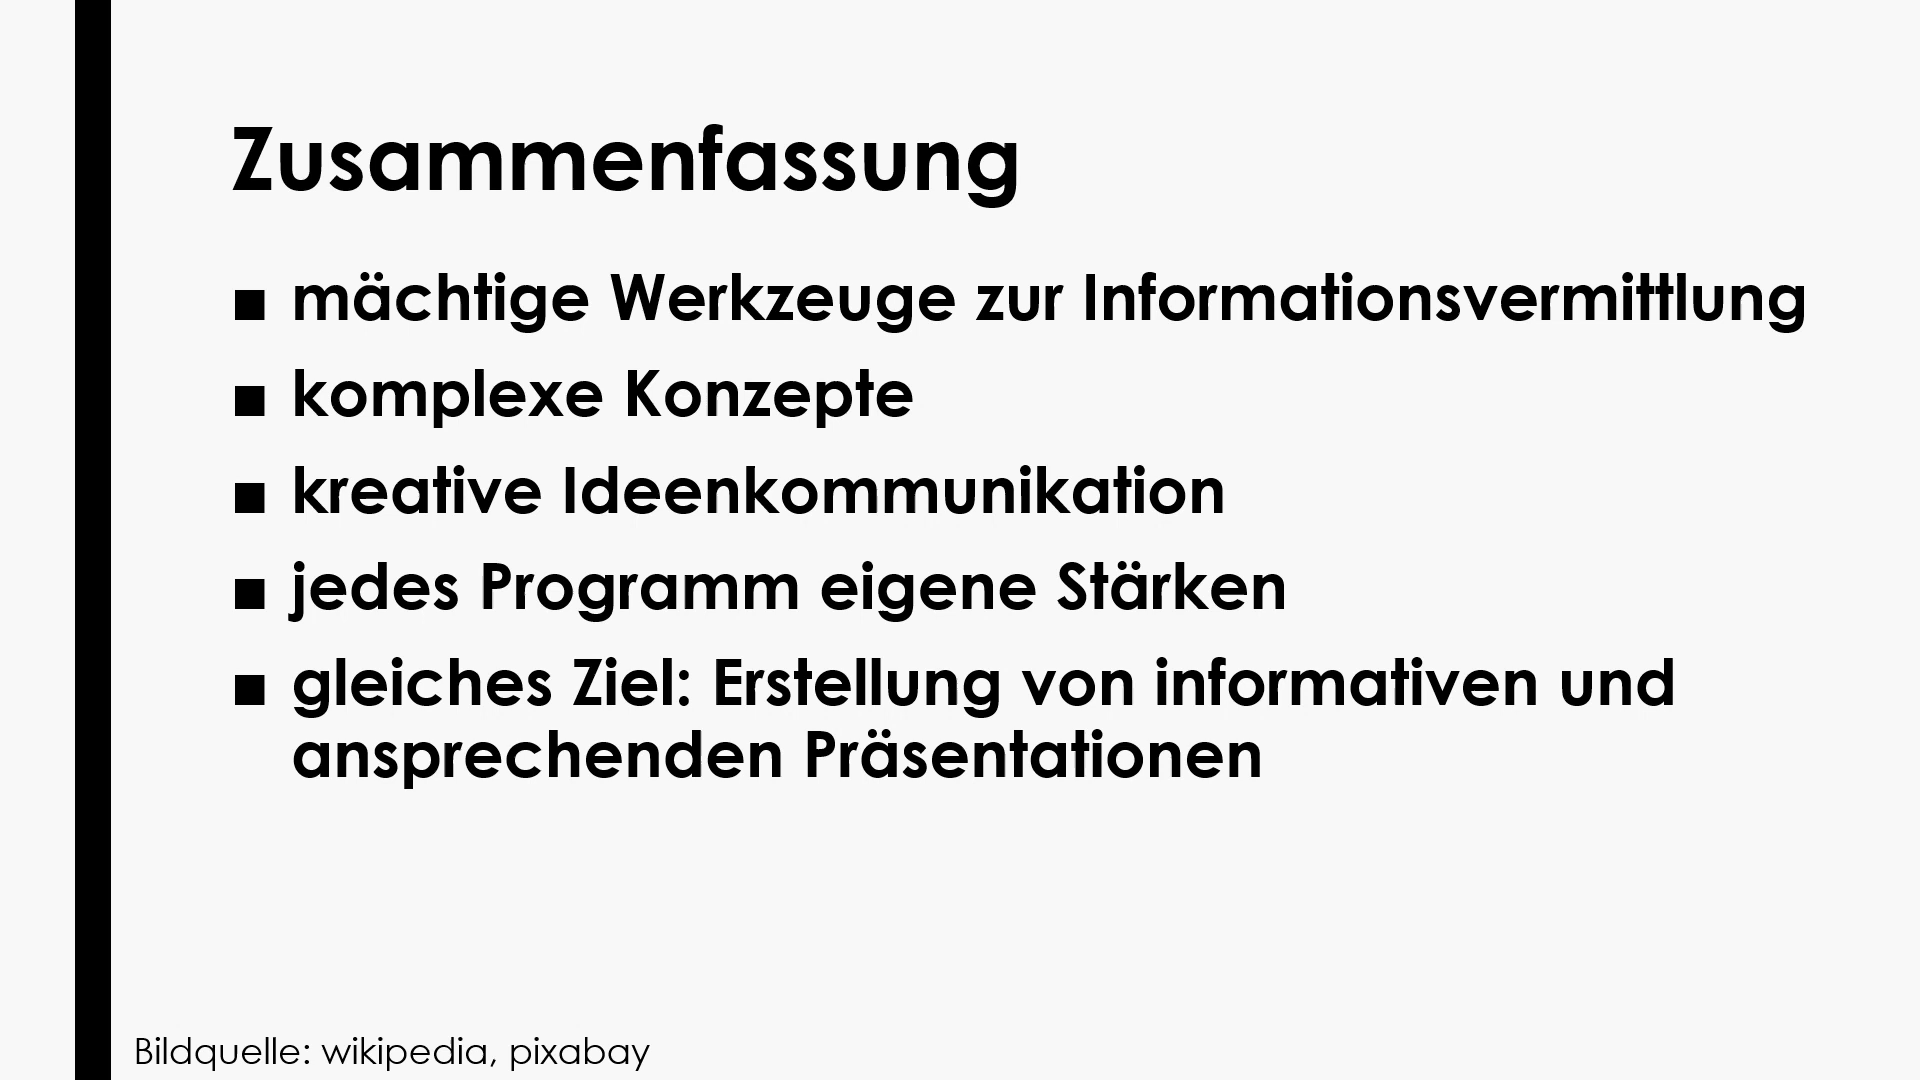 Zusammenfassung
■ mächtige Werkzeuge zur Informationsvermittlung
■ komplexe Konzepte
■ kreative Ideenkommunikation
■ jedes Programm eigene Stärken
■ gleiches Ziel: Erstellung von informativen und
ansprechenden Präsentationen
Bildquelle: wikipedia, pixabay